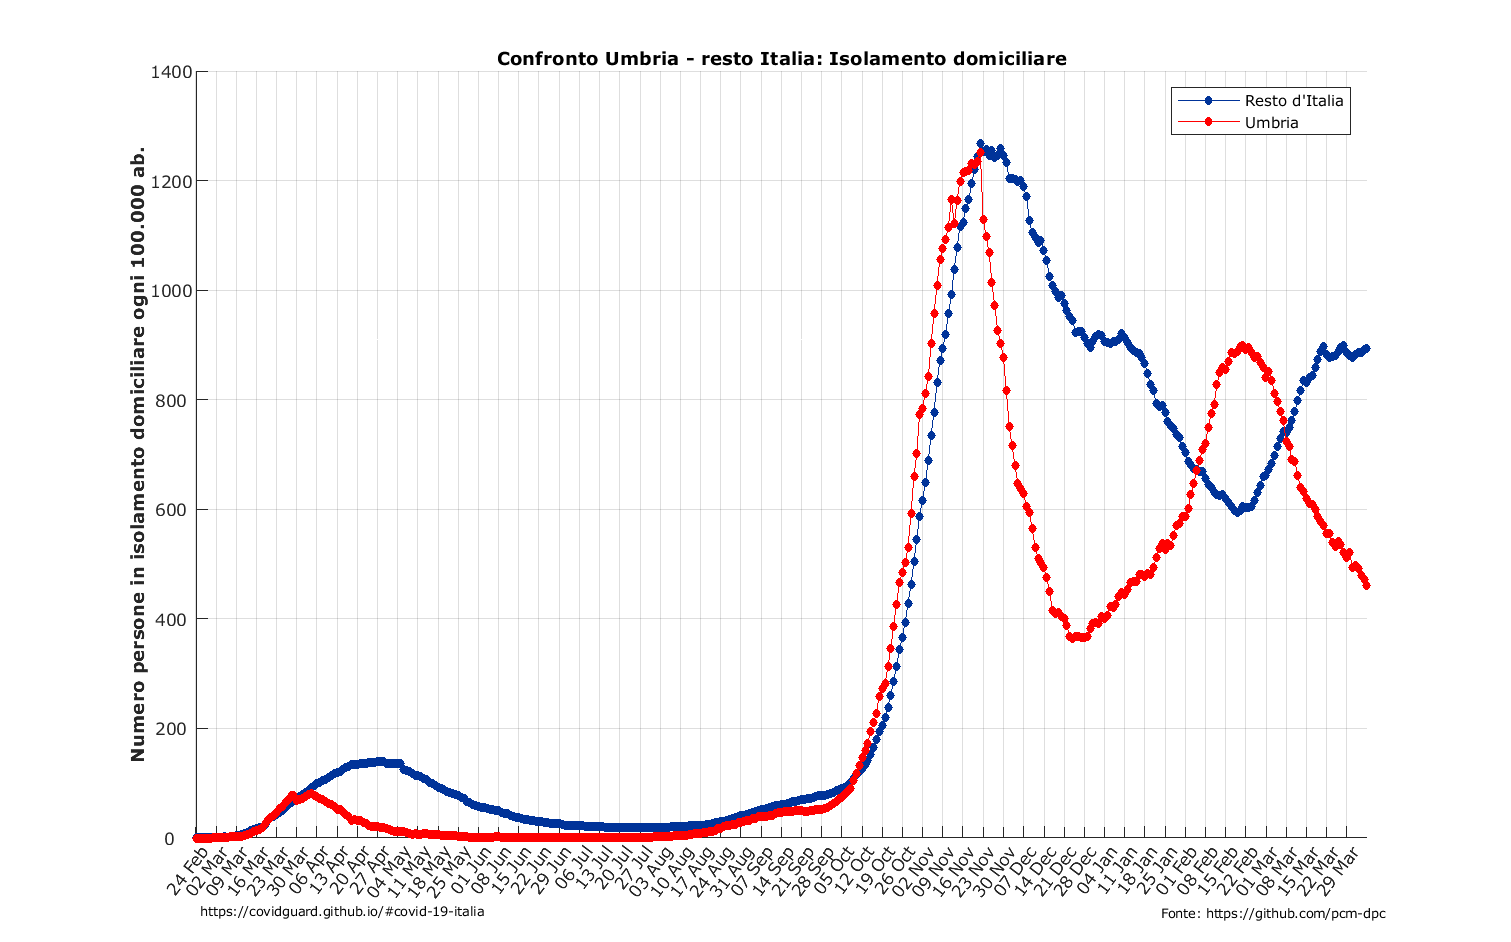 Confronto Umbria - resto Italia: Isolamento domiciliare
Numero persone in isolamento domiciliare ogni 100.000 ab.
1400
1200
1000
800
600
400
200
0
Resto d'Italia
Umbria
24 Feb
02 Mar
09 Mar
16 Mar
23 Mar
30 Mar
06 Apr
13 Apr
20 Apr
27 Apr
04 May
11 May
18 May
25 May
01 Jun
08 Jun
15 Jun
22 Jun
29 Jun
06 Jul
13 Jul
20 Jul
27 Jul
03 Aug
10 Aug
17 Aug
24 Aug
31 Aug
07 Sep
14 Sep
21 Sep
28 Sep
05 Oct
12 Oct
19 Oct
26 Oct
02 Nov
09 Nov
16 Nov
23 Nov
30 Nov
07 Dec
14 Dec
21 Dec
28 Dec
04 Jan
11 Jan
18 Jan
25 Jan
01 Feb
08 Feb
15 Feb
22 Feb
01 Mar
08 Mar
15 Mar
22 Mar
29 Mar
https://covidguard.github.io/#covid-19-italia
Fonte: https://github.com/pcm-dpc